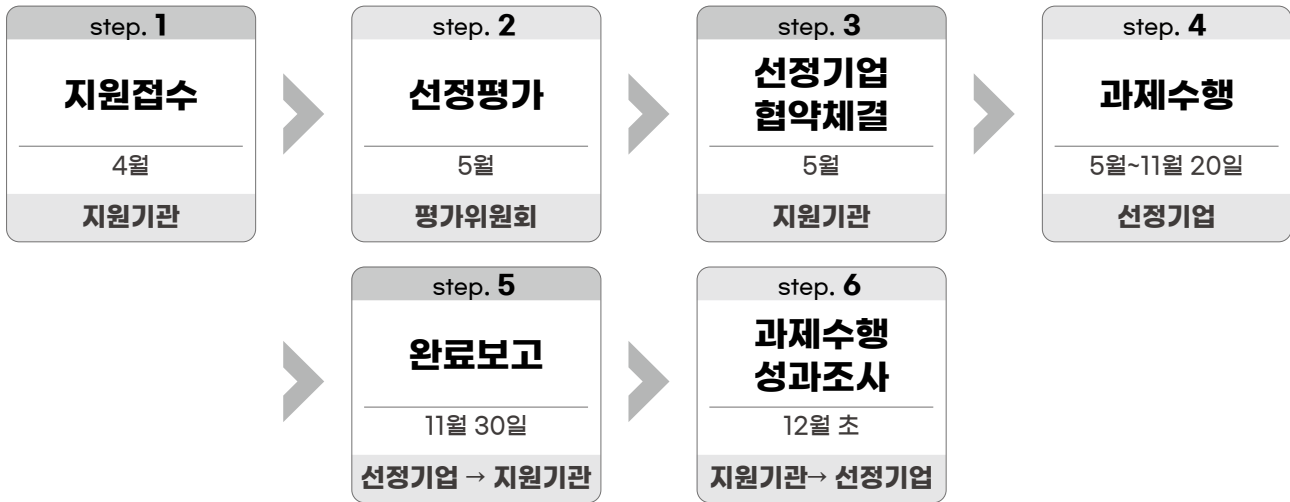 step. 1
지원접수
4월
지원기관
step. 2
선정평가
5월
평가위원회
step. 3
선정기업
협약체결
5월
지원기관
step. 4
과제수행
5월~11월 20일
선정기업
step. 5
완료보고
11월 30일
선정기업 → 지원기관
step. 6
과제수행
성과조사
12월 초
지원기관→ 선정기업